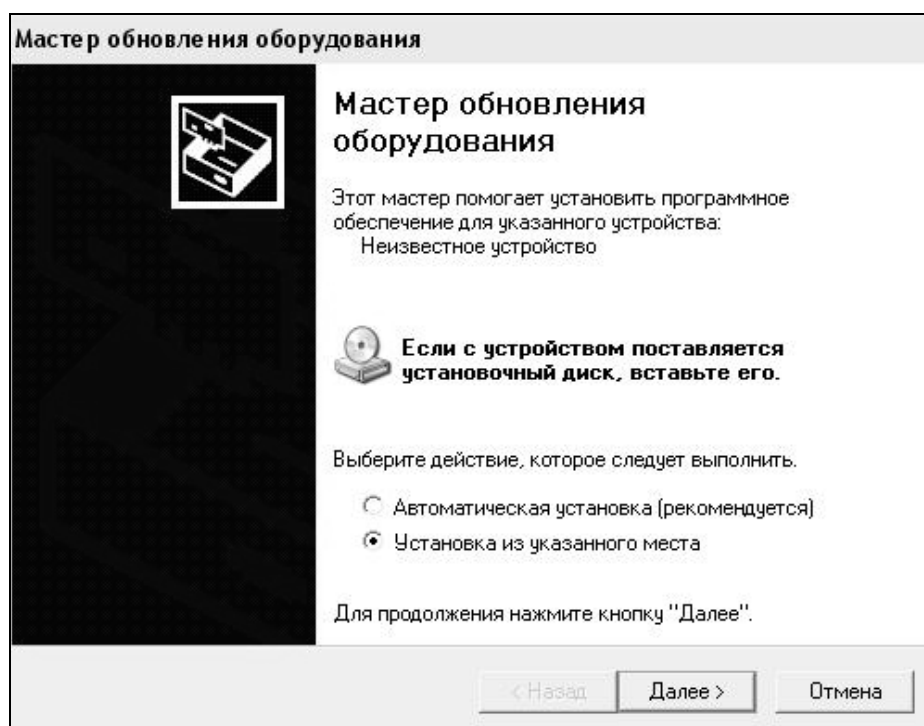 Мастер обновления оборудования
Мастер обновления
оборудования
Этот мастер помогает установить программное
обеспечение для указанного устройства:
Неизвестное устройство
Если с устройством поставляется
установочный диск, вставьте его.
Выберите действие, которое следует выполнить.
Автоматическая установка (рекомендуется)
Установка из указанного места
Для продолжения нажмите кнопку "Далее".
< Назад Далее > Отмена